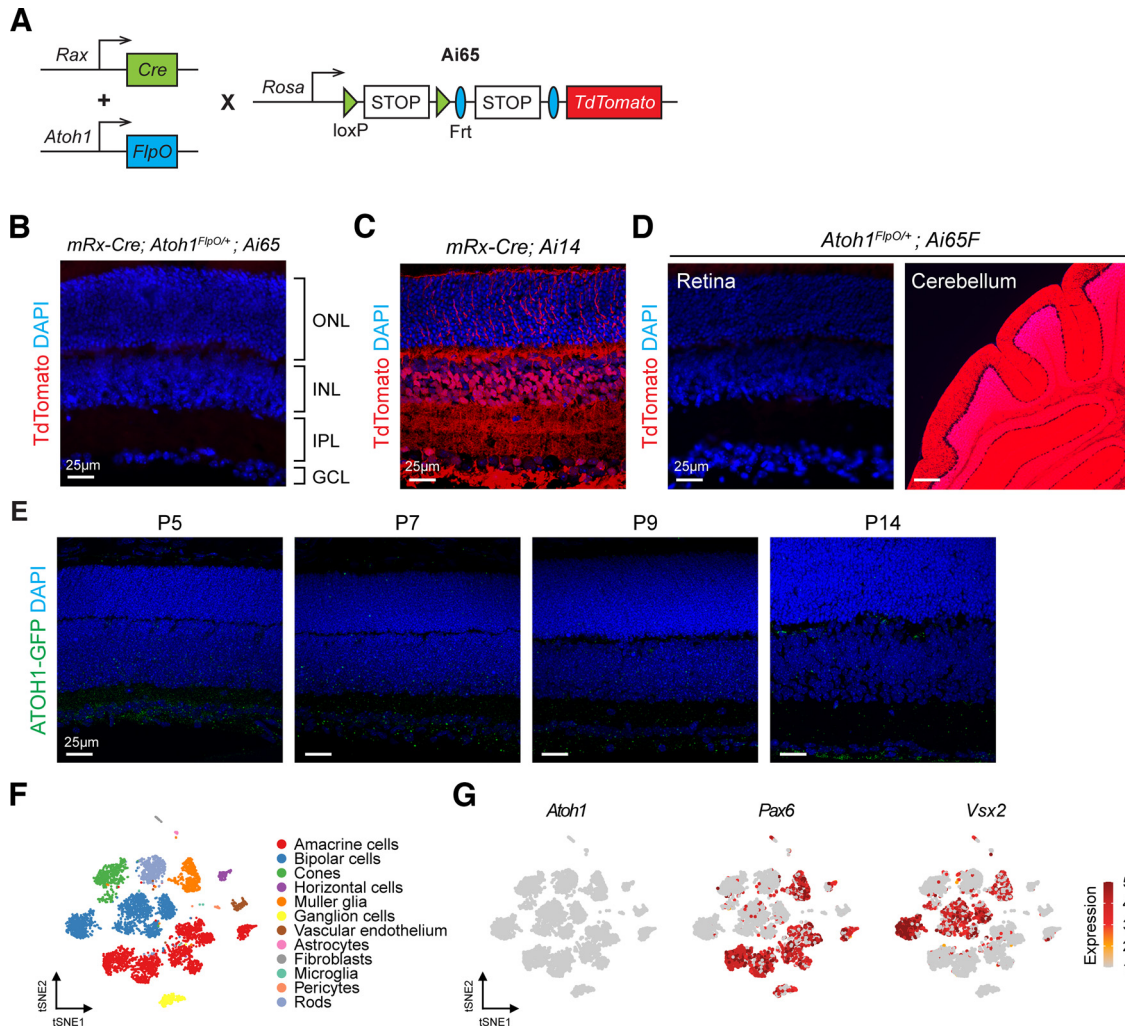 A
Rax
Cre
+
Atoh1
FlpO
X
Ai65
Rosa
STOP
STOP
TdTomato
loxP
Frt
B
mRx-Cre; Atoh1FlpO/+ ; Ai65
TdTomato DAPI
25μm
ONL
INL
IPL
GCL
C
mRx-Cre; Ai14
TdTomato DAPI
25μm
D
Atoh1FlpO/+ ; Ai65F
TdTomato DAPI
Retina
25μm
Cerebellum
E
P5
P7
P9
P14
ATOH1-GFP DAPI
25μm
F
Amacrine cells
Bipolar cells
Cones
Horizontal cells
Muller glia
Ganglion cells
Vascular endothelium
Astrocytes
Fibroblasts
Microglia
Pericytes
Rods
tSNE2
tSNE1
G
Atoh1
Pax6
Vsx2
tSNE2
tSNE1
Expression
2
3